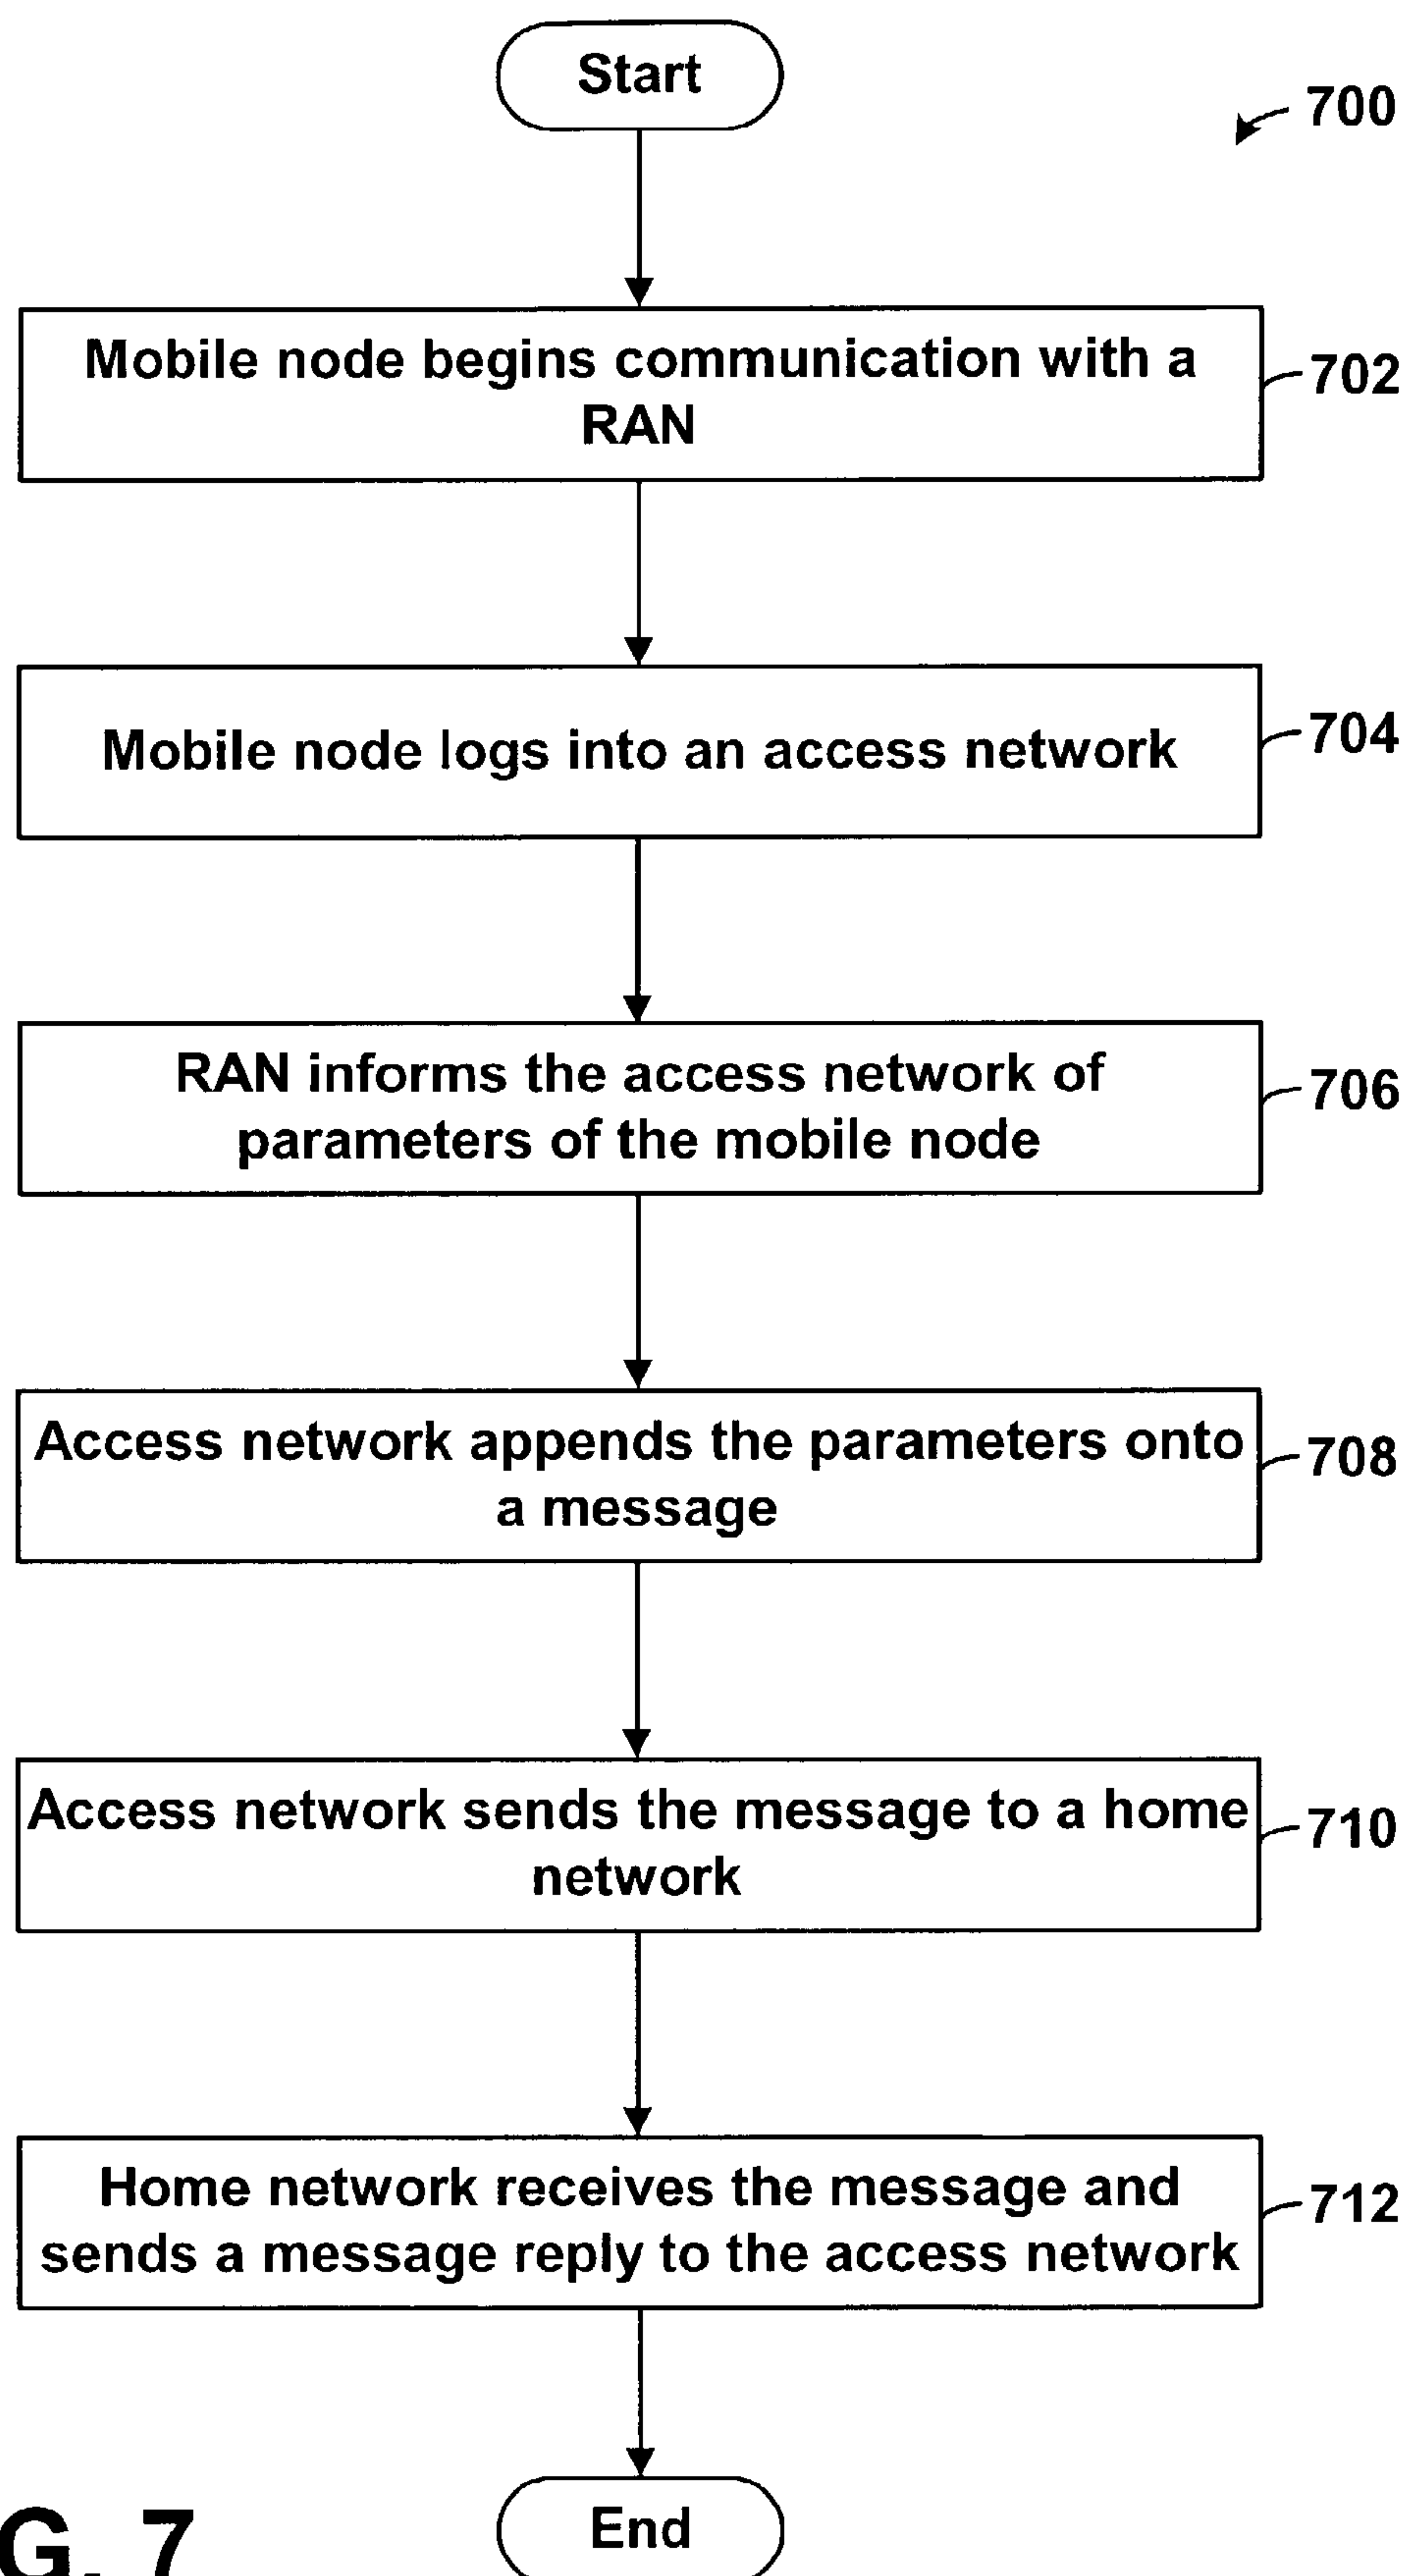 Start
700
Mobile node begins communication with a
RAN
702
Mobile node logs into an access network
704
RAN informs the access network of
parameters of the mobile node
706
Access network appends the parameters onto
a message
708
Access network sends the message to a home
network
710
Home network receives the message and
sends a message reply to the access network
712
End
G. 7